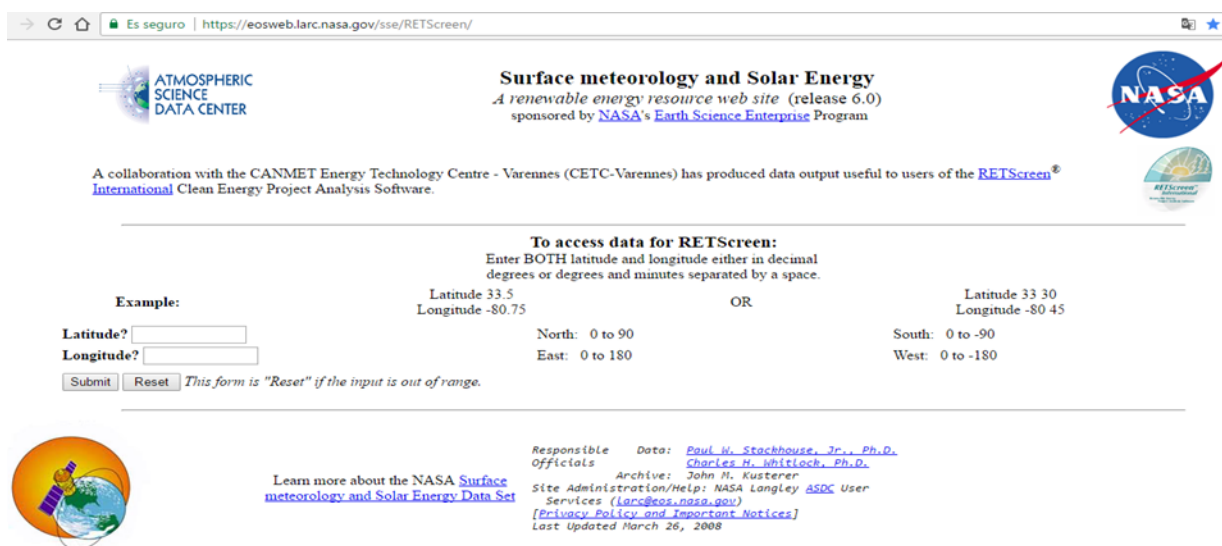 Es seguro | https://eosweb.larc.nasa.gov/sse/RETScreen/
ATMOSPHERIC
SCIENCE
DATA CENTER
Surface meteorology and Solar Energy
A renewable energy resource web site (release 6.0)
sponsored by NASA's Earth Science Enterprise Program
NASA
A collaboration with the CANMET Energy Technology Centre - Varennes (CETC-Varennes) has produced data output useful to users of the RETScreen®
International Clean Energy Project Analysis Software.
RETScreen
International
To access data for RETScreen:
Enter BOTH latitude and longitude either in decimal
degrees or degrees and minutes separated by a space.
Example:
Latitude 33.5
Longitude -80.75
OR
Latitude 33 30
Longitude -80 45
Latitude?
North: 0 to 90
South: 0 to -90
Longitude?
East: 0 to 180
West: 0 to -180
Submit Reset This form is "Reset" if the input is out of range.
Learn more about the NASA Surface
meteorology and Solar Energy Data Set
Responsible Data: Paul W. Stackhouse, Jr., Ph.D.
Officials Charles H. Whitlock, Ph.D.
Archive: John M. Kusterer
Site Administration/Help: NASA Langley ASDC User
Services (larc@eos.nasa.gov)
[Privacy Policy and Important Notices]
Last Updated March 26, 2008